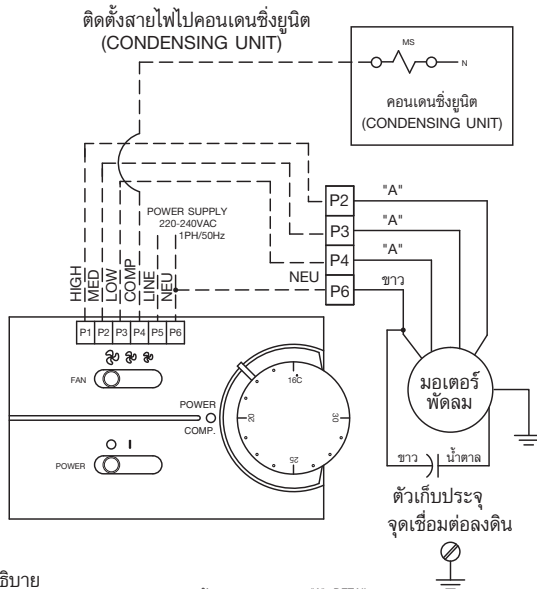 ติดตั้งสายไฟไปคอนเดนซิ่งยูนิต
(CONDENSING UNIT)
MS
N
คอนเดนซิ่งยูนิต
(CONDENSING UNIT)
POWER SUPPLY
220-240VAC
1PH/50Hz
P2
"A"
P3
"A"
P4
"A"
NEU
P6
ขาว
HIGH
MED
LOW
COMP
LINE
NEU
P1 P2 P3 P4 P5 P6
FAN
POWER
COMP.
O I
POWER
16C
20
25
30
มอเตอร์
พัดลม
ขาว
น้ำตาล
ตัวเก็บประจุ
จุดเชื่อมต่อลงดิน
ธิบาย